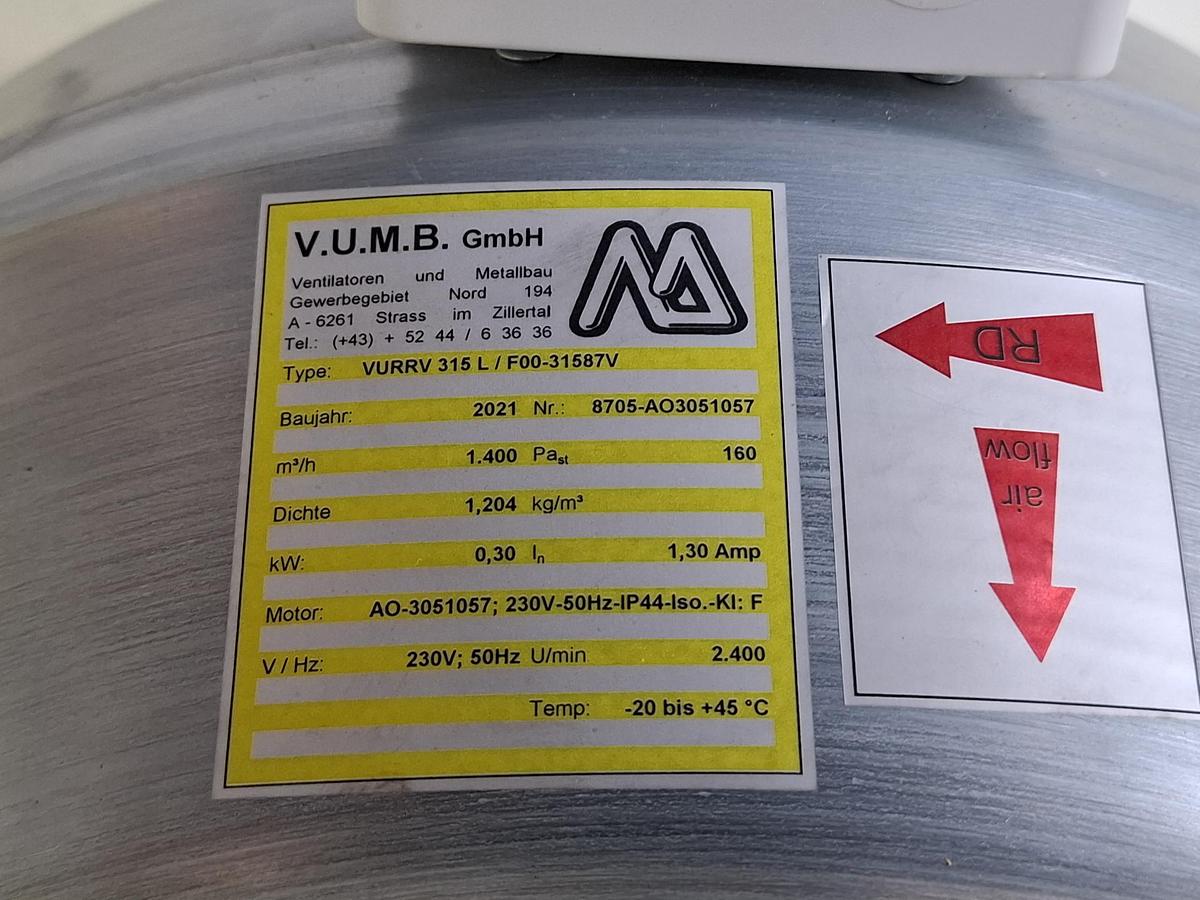 V.U.M.B. GmbH
Ventilatoren und Metallbau
Gewerbegebiet Nord 194
A - 6261 Strass im Zillertal
Tel.: (+43) + 52 44 / 6 36 36
Type: VURRV 315 L / F00-31587V
Baujahr: 2021 Nr.: 8705-AO3051057
m³/h 1.400 Past 160
Dichte 1,204 kg/m³
kW: 0,30 In 1,30 Amp
Motor: AO-3051057; 230V-50Hz-IP44-Iso.-Kl: F
V / Hz: 230V; 50Hz U/min 2.400
Temp: -20 bis +45 °C
RD
air
flow